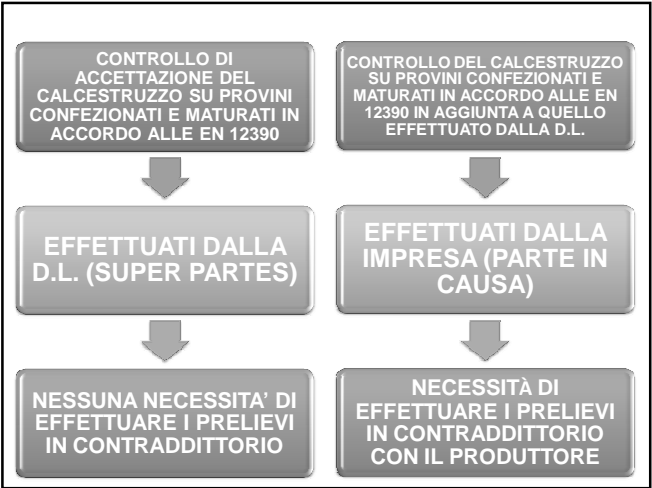 CONTROLLO DI
ACCETTAZIONE DEL
CALCESTRUZZO SU PROVINI
CONFEZIONATI E MATURATI IN
ACCORDO ALLE EN 12390
EFFETTUATI DALLA
D.L. (SUPER PARTES)
NESSUNA NECESSITA' DI
EFFETTUARE I PRELIEVI
IN CONTRADDITTORIO
CONTROLLO DEL CALCESTRUZZO
SU PROVINI CONFEZIONATI E
MATURATI IN ACCORDO ALLE EN
12390 IN AGGIUNTA A QUELLO
EFFETTUATO DALLA D.L.
EFFETTUATI DALLA
IMPRESA (PARTE IN
CAUSA)
NECESSITÀ DI
EFFETTUARE I PRELIEVI
IN CONTRADDITTORIO
CON IL PRODUTTORE